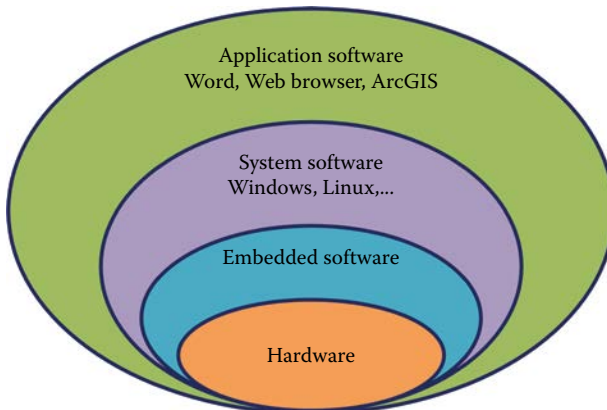 Application software
Word, Web browser, ArcGIS
System software
Windows, Linux,...
Embedded software
Hardware